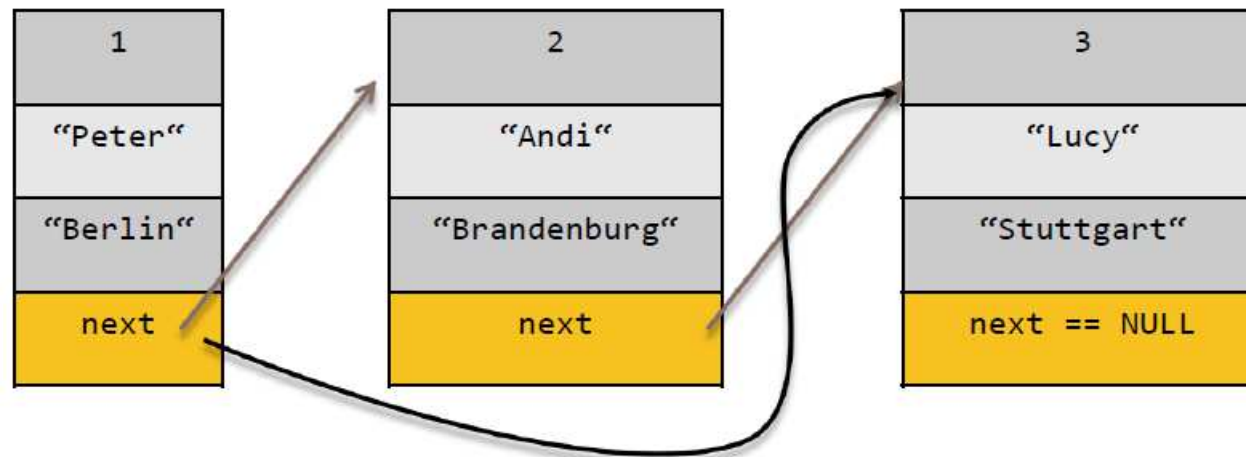 1
“Peter“
“Berlin“
next
2
“Andi“
“Brandenburg“
next
3
“Lucy“
“Stuttgart“
next == NULL